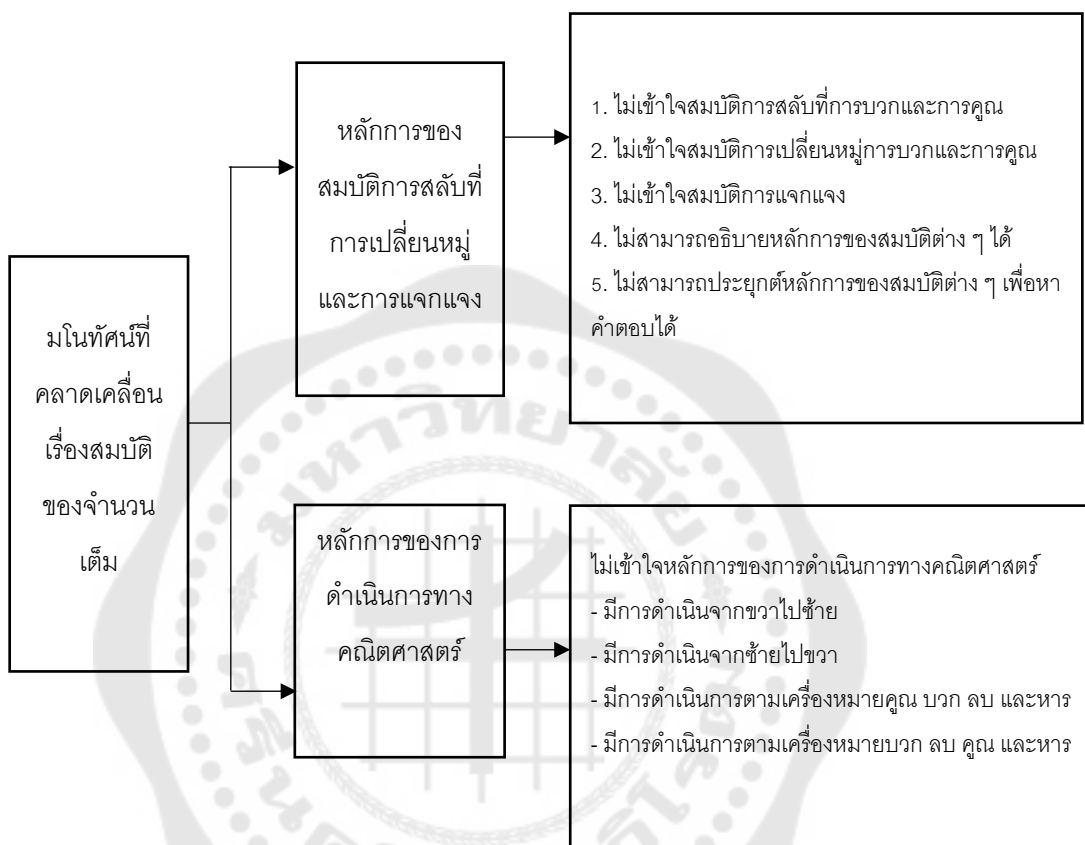 มโนทัศน์ที่
คลาดเคลื่อน
เรื่องสมบัติ
ของจำนวน
เต็ม
หลักการของ
สมบัติการสลับที่
การเปลี่ยนหมู่
และการแจกแจง
1. ไม่เข้าใจสมบัติการสลับที่การบวกและการคูณ
2. ไม่เข้าใจสมบัติการเปลี่ยนหมู่การบวกและการคูณ
3. ไม่เข้าใจสมบัติการแจกแจง
4. ไม่สามารถอธิบายหลักการของสมบัติต่าง ๆ ได้
5. ไม่สามารถประยุกต์หลักการของสมบัติต่าง ๆ เพื่อหา
คำตอบได้
หลักการของการ
ดำเนินการทาง
คณิตศาสตร์
ไม่เข้าใจหลักการของการดำเนินการทางคณิตศาสตร์
- มีการดำเนินจากขวาไปซ้าย
- มีการดำเนินจากซ้ายไปขวา
- มีการดำเนินการตามเครื่องหมายคูณ บวก ลบ และหาร
- มีการดำเนินการตามเครื่องหมายบวก ลบ คูณ และหาร
มหาวิทยาลัย